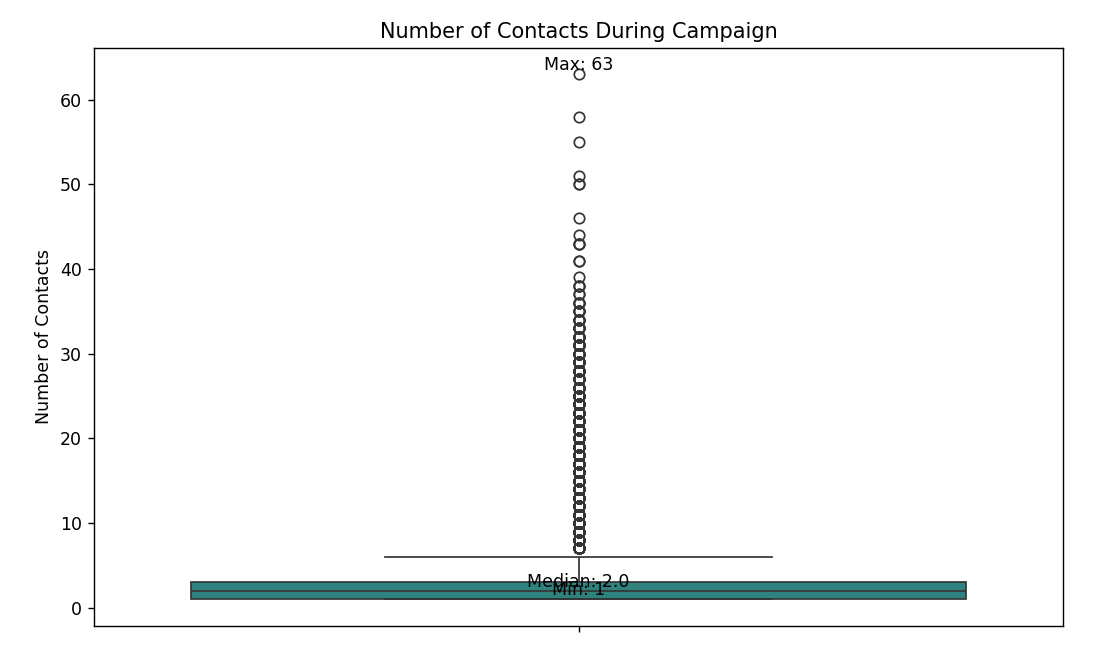 Number of Contacts During Campaign
Max: 63
60
50
40
30
20
10
0
Number of Contacts
Median: 2.0
Min: 1